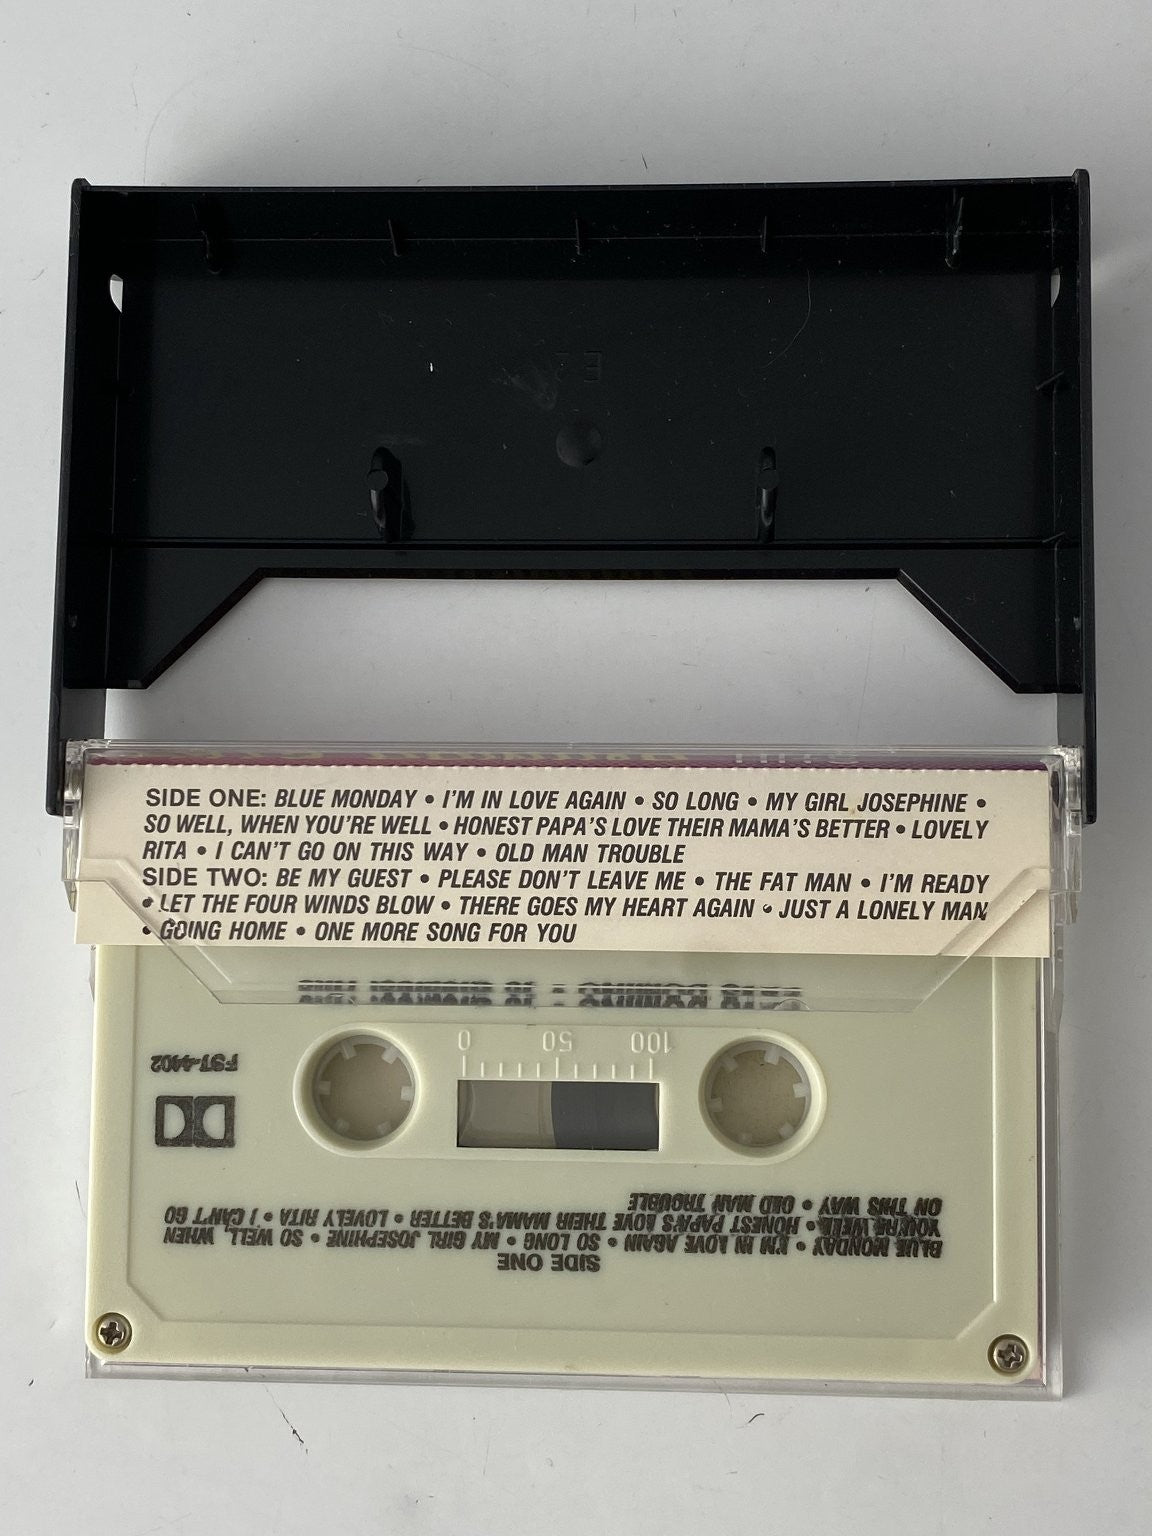 SIDE ONE: BLUE MONDAY • I'M IN LOVE AGAIN • SO LONG • MY GIRL JOSEPHINE •
SO WELL, WHEN YOU'RE WELL • HONEST PAPA'S LOVE THEIR MAMA'S BETTER • LOVELY
RITA • I CAN'T GO ON THIS WAY • OLD MAN TROUBLE
SIDE TWO: BE MY GUEST • PLEASE DON'T LEAVE ME • THE FAT MAN • I'M READY
• LET THE FOUR WINDS BLOW • THERE GOES MY HEART AGAIN • JUST A LONELY MAN
• GOING HOME • ONE MORE SONG FOR YOU
FATS DOMINO
0 50 100
FST-4402
SIDE ONE
BLUE MONDAY • I'M IN LOVE AGAIN • SO LONG • MY GIRL JOSEPHINE • SO WELL, WHEN
YOU'RE WELL • HONEST PAPA'S LOVE THEIR MAMA'S BETTER • LOVELY RITA • I CAN'T GO
ON THIS WAY • OLD MAN TROUBLE